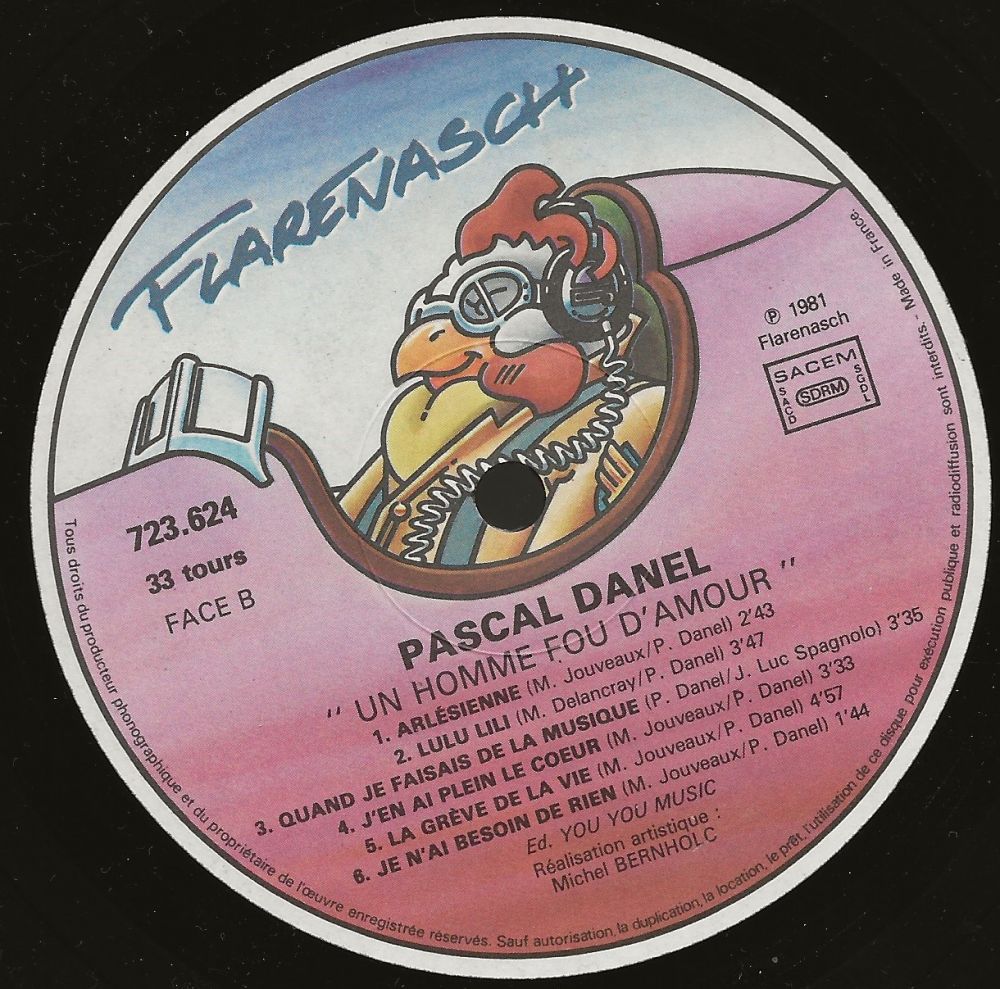 FLARENASCH
℗ 1981
Flarenasch
SACEM
SACD
SDRM
SGDL
723.624
33 tours
FACE B
PASCAL DANEL
" UN HOMME FOU D'AMOUR "
1. ARLÉSIENNE (M. Jouveaux/P. Danel) 2'43
2. LULU LILI (M. Delancray/P. Danel) 3'47
3. QUAND JE FAISAIS DE LA MUSIQUE (P. Danel/J. Luc Spagnolo) 3'35
4. J'EN AI PLEIN LE COEUR (M. Jouveaux/P. Danel) 3'33
5. LA GRÈVE DE LA VIE (M. Jouveaux/P. Danel) 4'57
6. JE N'AI BESOIN DE RIEN (M. Jouveaux/P. Danel) 1'44
Ed. YOU YOU MUSIC
Réalisation artistique :
Michel BERNHOLC
Tous droits du producteur phonographique et du propriétaire de l'œuvre enregistrée réservés. Sauf autorisation, la duplication, la location, le prêt, l'utilisation de ce disque pour exécution publique et radiodiffusion sont interdits. - Made in France.